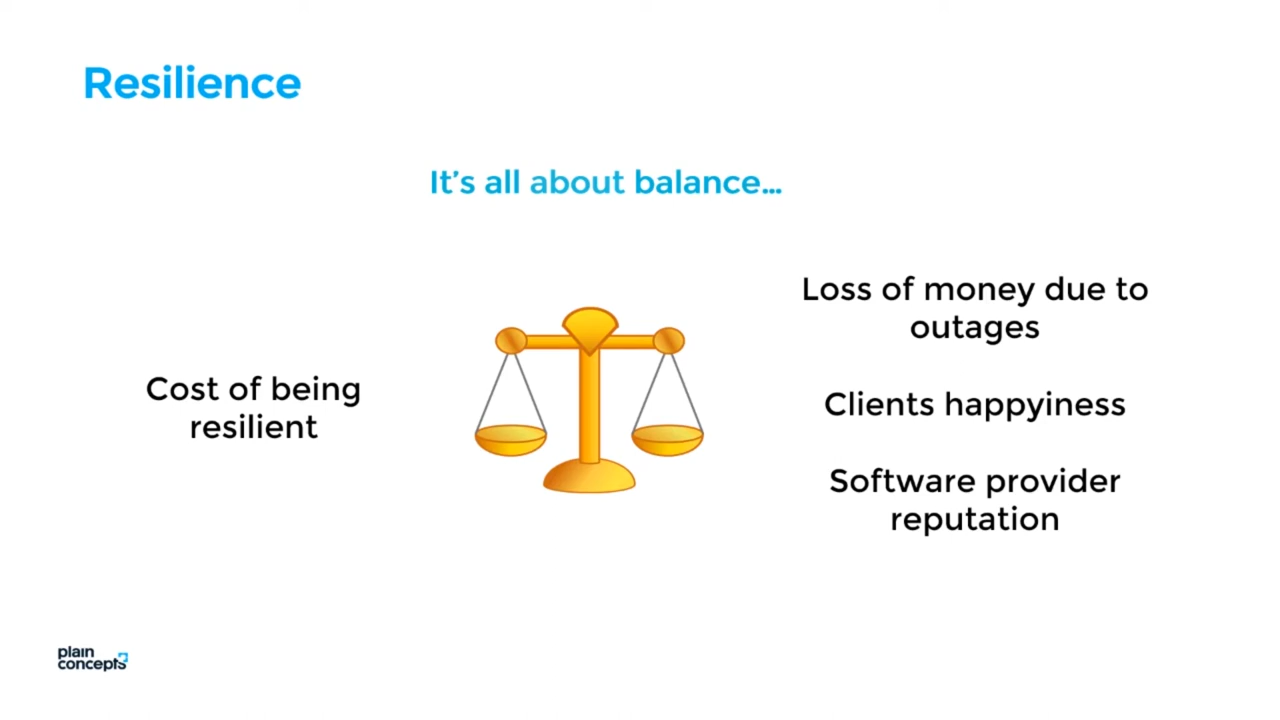 Resilience
It's all about balance...
Cost of being
resilient
Loss of money due to
outages
Clients happyiness
Software provider
reputation
plain
concepts